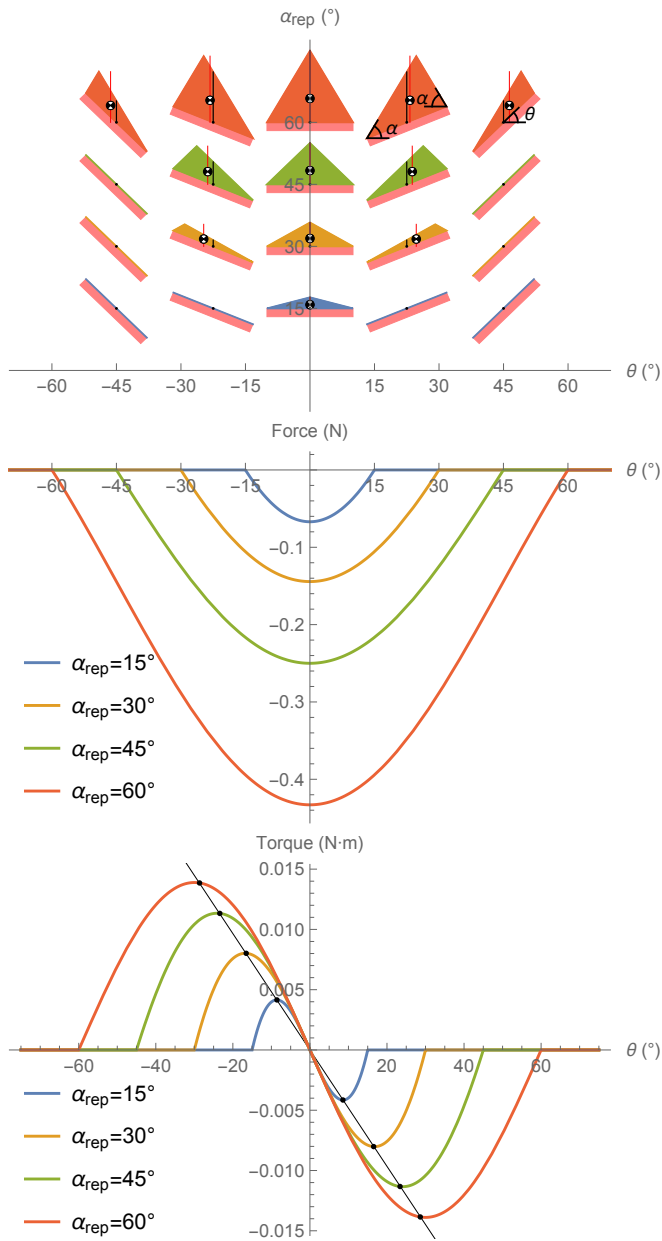 α_rep (°)
α
α
θ
60
45
30
15
−60 −45 −30 −15 15 30 45 60 θ (°)
Force (N)
−60 −45 −30 −15 15 30 45 60 θ (°)
−0.1
−0.2
−0.3
−0.4
α_rep=15°
α_rep=30°
α_rep=45°
α_rep=60°
Torque (N·m)
0.015
0.010
0.005
−60 −40 −20 20 40 60 θ (°)
−0.005
−0.010
−0.015
α_rep=15°
α_rep=30°
α_rep=45°
α_rep=60°